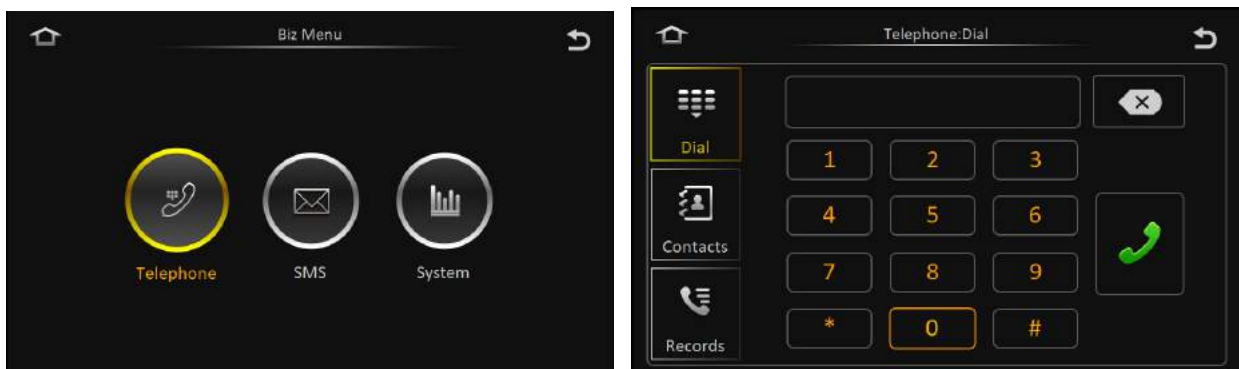 Biz Menu
Telephone SMS System
Telephone:Dial
Dial
1 2 3
4 5 6
Contacts
7 8 9
* 0 #
Records